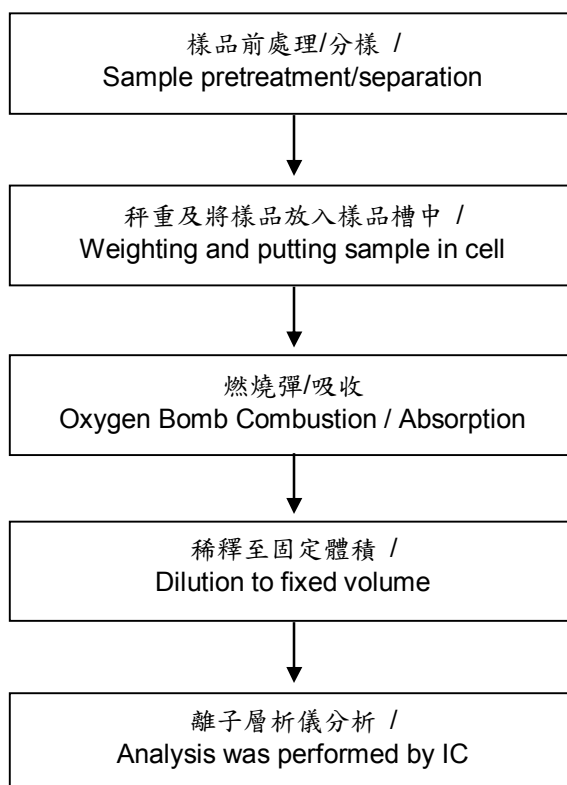 樣品前處理/分樣 /
Sample pretreatment/separation
秤重及將樣品放入樣品槽中 /
Weighting and putting sample in cell
燃燒彈/吸收
Oxygen Bomb Combustion / Absorption
稀釋至固定體積 /
Dilution to fixed volume
離子層析儀分析 /
Analysis was performed by IC